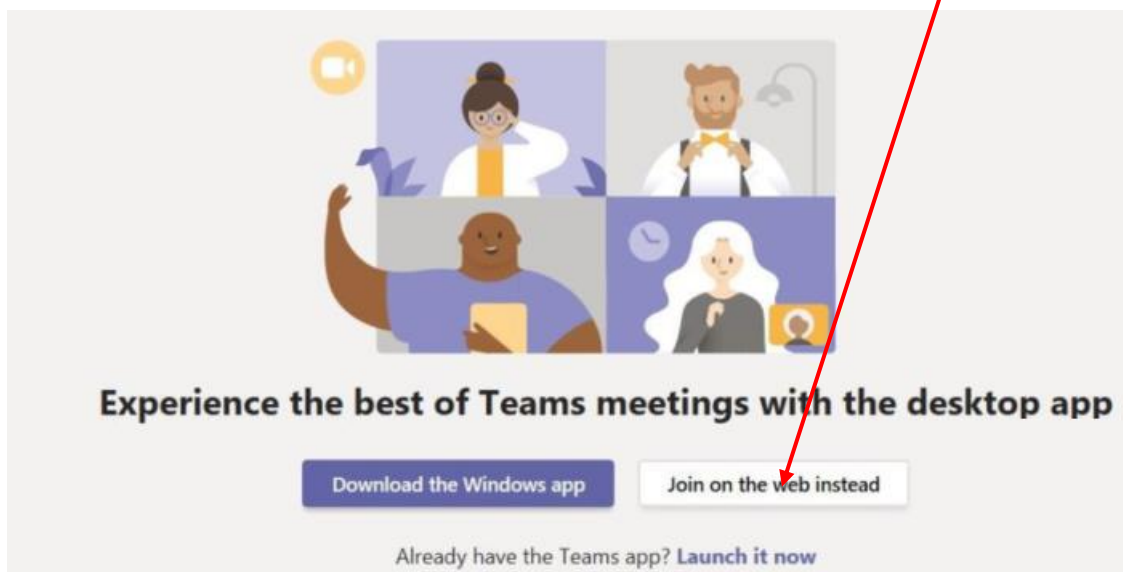 Experience the best of Teams meetings with the desktop app
Download the Windows app
Join on the web instead
Already have the Teams app? Launch it now